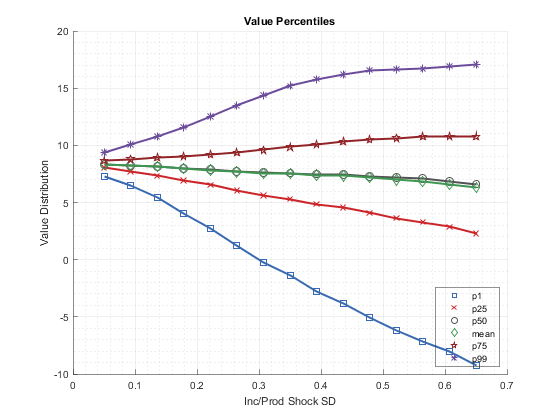 Value Percentiles
20
15
10
5
0
-5
-10
Value Distribution
0
0.1
0.2
0.3
0.4
0.5
0.6
0.7
Inc/Prod Shock SD
p1
p25
p50
mean
p75
p99